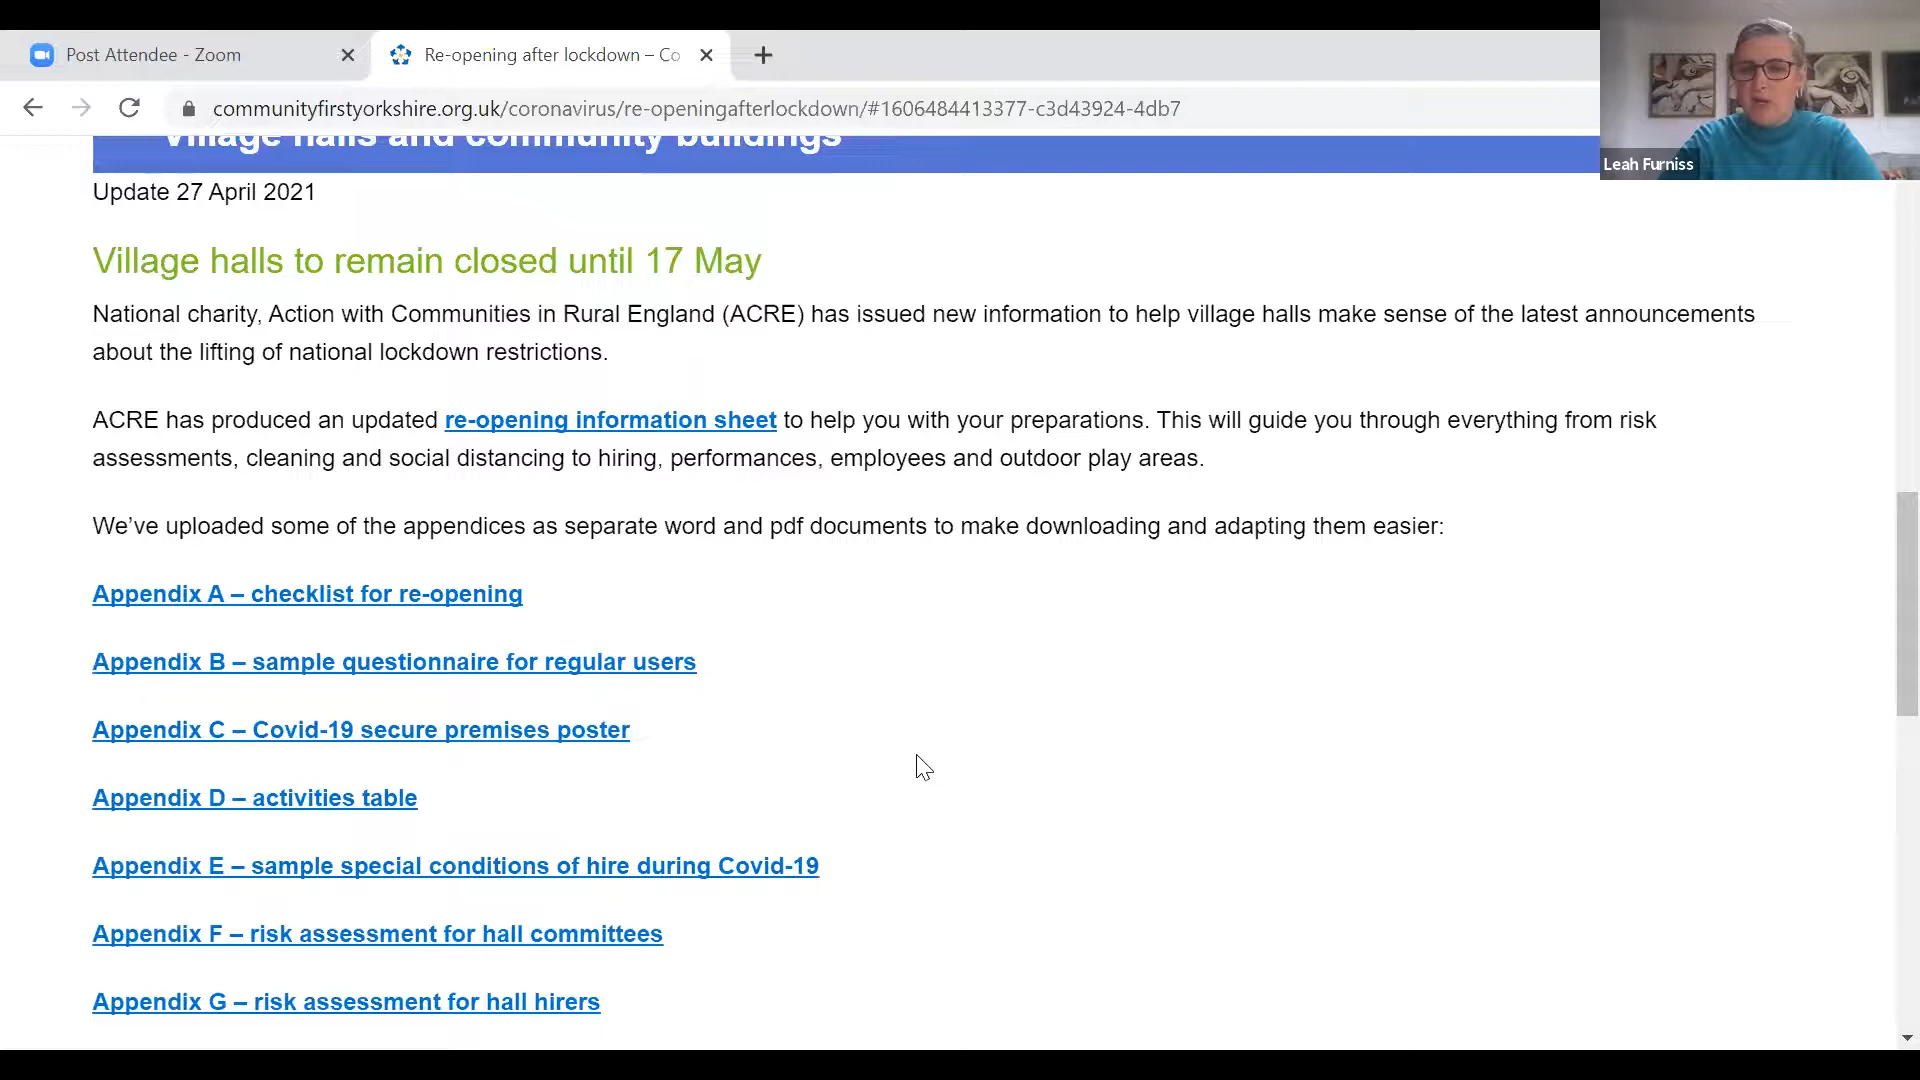 Post Attendee - Zoom
Re-opening after lockdown – Co
communityfirstyorkshire.org.uk/coronavirus/re-openingafterlockdown/#1606484413377-c3d43924-4db7
Leah Furniss
Village halls and community buildings
Update 27 April 2021
Village halls to remain closed until 17 May
National charity, Action with Communities in Rural England (ACRE) has issued new information to help village halls make sense of the latest announcements
about the lifting of national lockdown restrictions.
ACRE has produced an updated re-opening information sheet to help you with your preparations. This will guide you through everything from risk
assessments, cleaning and social distancing to hiring, performances, employees and outdoor play areas.
We’ve uploaded some of the appendices as separate word and pdf documents to make downloading and adapting them easier:
Appendix A – checklist for re-opening
Appendix B – sample questionnaire for regular users
Appendix C – Covid-19 secure premises poster
Appendix D – activities table
Appendix E – sample special conditions of hire during Covid-19
Appendix F – risk assessment for hall committees
Appendix G – risk assessment for hall hirers